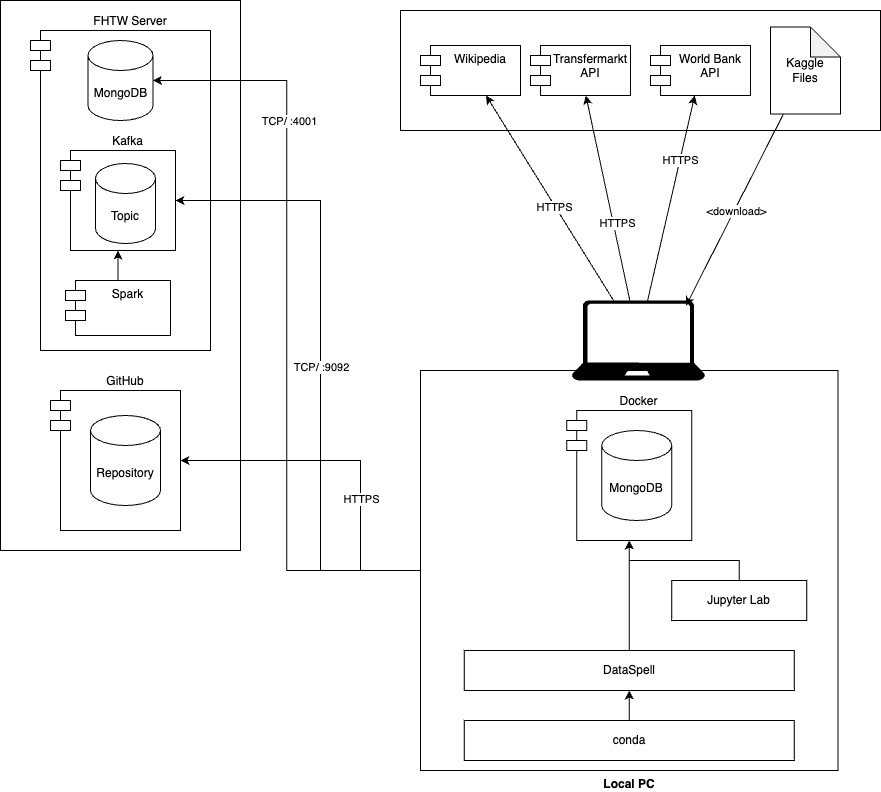 FHTW Server
MongoDB
TCP/ :4001
Kafka
Topic
Spark
TCP/ :9092
GitHub
Repository
HTTPS
Wikipedia
Transfermarkt
API
World Bank
API
Kaggle
Files
HTTPS
HTTPS
HTTPS
<download>
Docker
MongoDB
Jupyter Lab
DataSpell
conda
Local PC